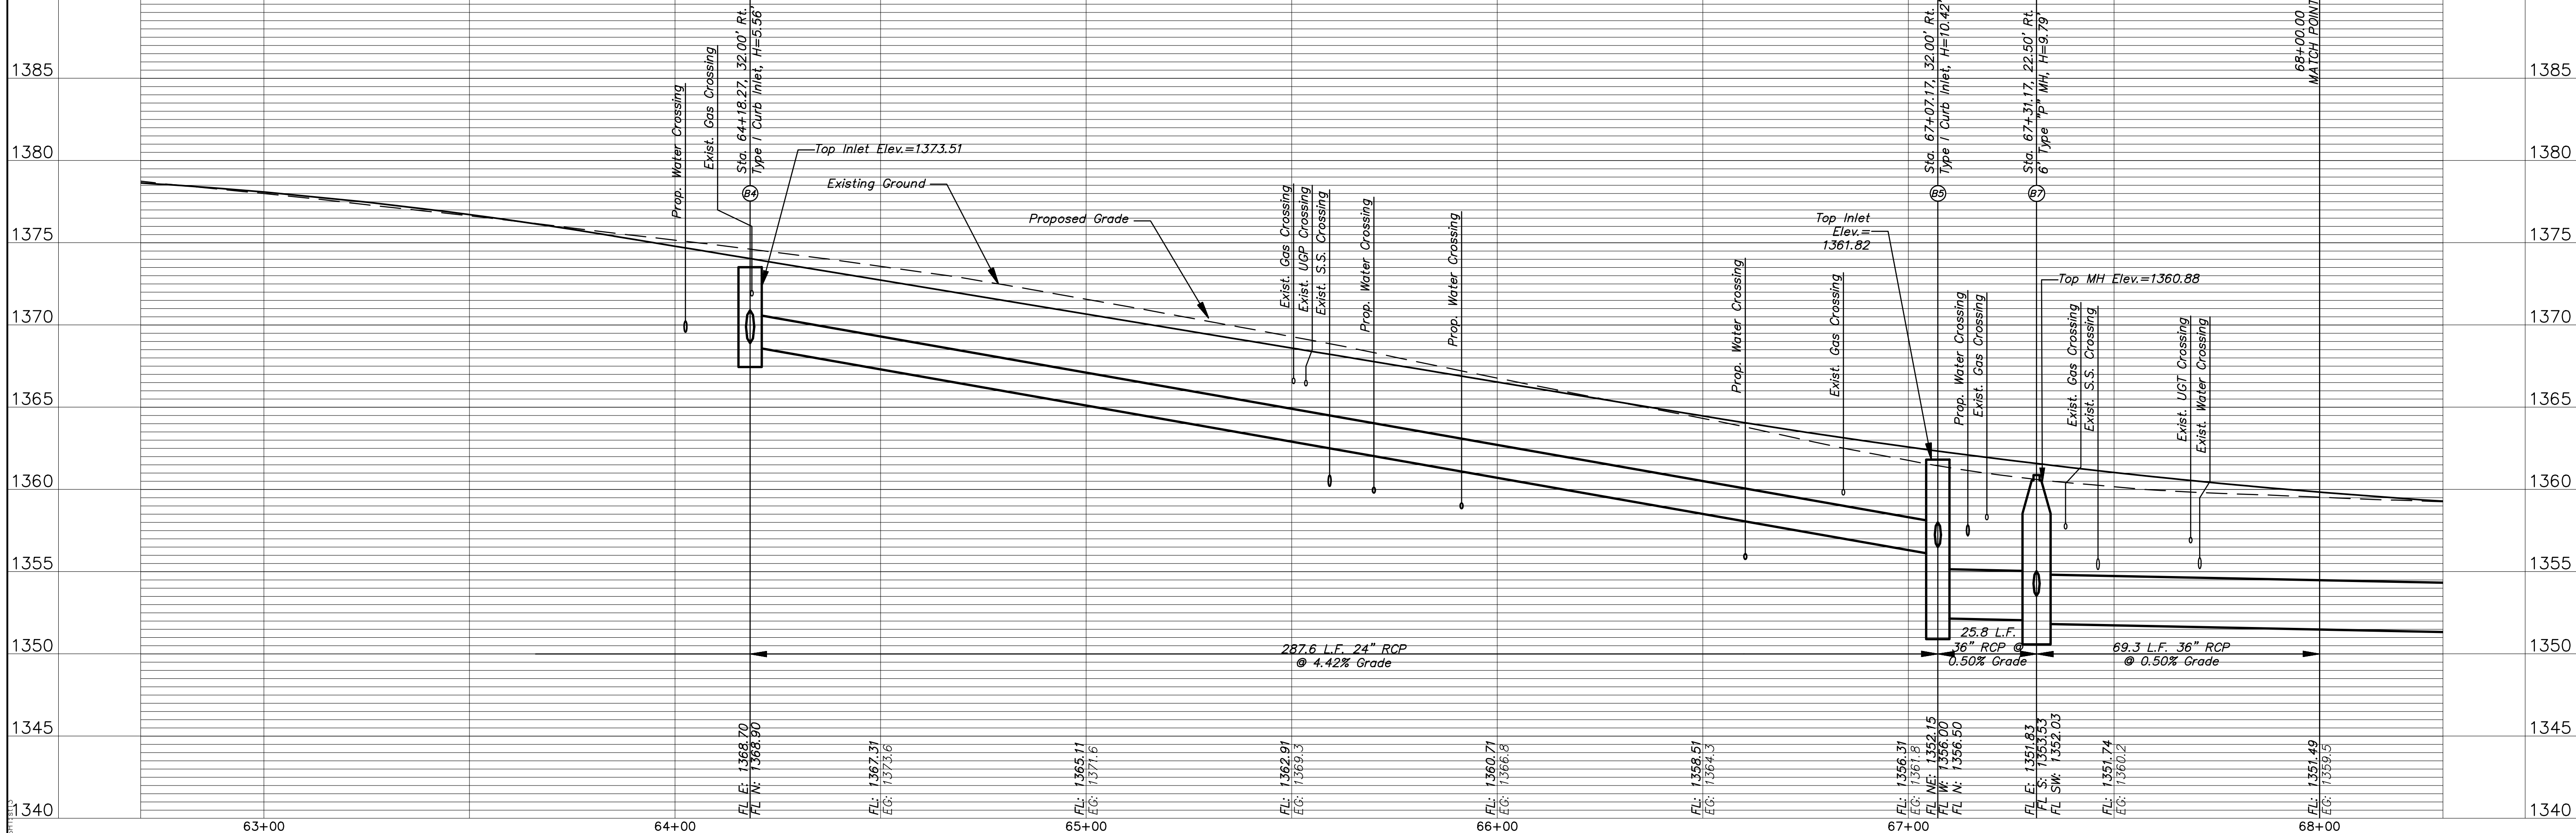 1385
1380
1375
1370
1365
1360
1355
1350
1345
1340
Prop. Water Crossing
Exist. Gas Crossing
Sta. 64+18.27, 32.00' Rt.
Type I Curb Inlet, H=5.56'
B4
Top Inlet Elev.=1373.51
Existing Ground
Proposed Grade
Exist. Gas Crossing
Exist. UGP Crossing
Exist. S.S. Crossing
Prop. Water Crossing
Prop. Water Crossing
Prop. Water Crossing
Exist. Gas Crossing
Top Inlet
Elev.=
1361.82
Sta. 67+07.17, 32.00' Rt.
Type I Curb Inlet, H=10.42'
B5
Prop. Water Crossing
Exist. Gas Crossing
Sta. 67+31.17, 22.50' Rt.
6' Type "P" MH, H=9.79'
B7
Top MH Elev.=1360.88
Exist. Gas Crossing
Exist. S.S. Crossing
Exist. UGT Crossing
Exist. Water Crossing
68+00.00
MATCH POINT
287.6 L.F. 24" RCP
@ 4.42% Grade
25.8 L.F.
36" RCP @
0.50% Grade
69.3 L.F. 36" RCP
@ 0.50% Grade
FL E: 1368.70
FL N: 1368.90
FL: 1367.31
EG: 1373.6
FL: 1365.11
EG: 1371.6
FL: 1362.91
EG: 1369.3
FL: 1360.71
EG: 1366.8
FL: 1358.51
EG: 1364.3
FL: 1356.31
EG: 1361.8
FL NE: 1352.15
FL W: 1356.00
FL N: 1356.50
FL E: 1351.83
FL S: 1353.53
FL SW: 1352.03
FL: 1351.74
EG: 1360.2
FL: 1351.49
EG: 1359.5
63+00
64+00
65+00
66+00
67+00
68+00
1385
1380
1375
1370
1365
1360
1355
1350
1345
1340